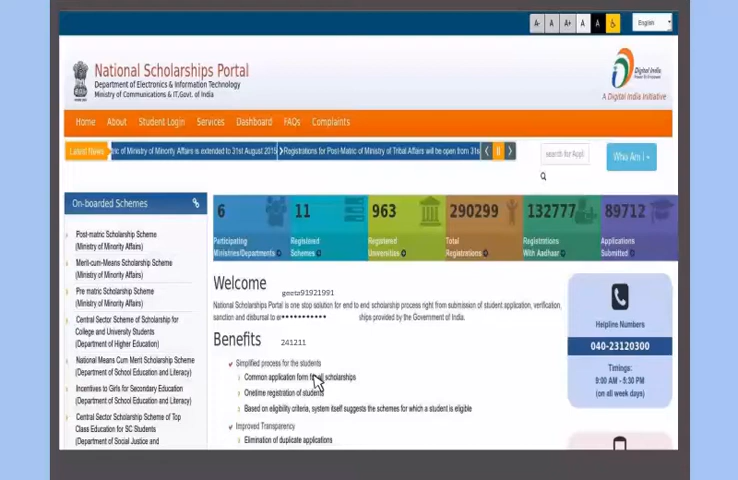 A- A A+ A A English
National Scholarships Portal
Department of Electronics & Information Technology
Ministry of Communications & IT,Govt. of India
Digital India
Power To Empower
A Digital India Initiative
Home About Student Login Services Dashboard FAQs Complaints
Latest News tric of Ministry of Minority Affairs is extended to 31st August 2015 Registrations for Post-Matric of Ministry of Tribal Affairs will be open from 31s
search for Appli
Who Am I
On-boarded Schemes
Post-matric Scholarship Scheme
(Ministry of Minority Affairs)
Merit-cum-Means Scholarship Scheme
(Ministry of Minority Affairs)
Pre matric Scholarship Scheme
(Ministry of Minority Affairs)
Central Sector Scheme of Scholarship for
College and University Students
(Department of Higher Education)
National Means Cum Merit Scholarship Scheme
(Department of School Education and Literacy)
Incentives to Girls for Secondary Education
(Department of School Education and Literacy)
Central Sector Scholarship Scheme of Top
Class Education for SC Students
(Department of Social Justice and
6
Participating
Ministries/Departments
11
Registered
Schemes
963
Registered
Universities
290299
Total
Registrations
132777
Registrations
With Aadhaar
89712
Applications
Submitted
Welcome
geeta91921991
National Scholarships Portal is one stop solution for end to end scholarship process right from submission of student application, verification,
sanction and disbursal to e ••••••••••• ships provided by the Government of India.
Benefits
241211
Simplified process for the students
Common application form for all scholarships
Onetime registration of students
Based on eligibility criteria, system itself suggests the schemes for which a student is eligible
Improved Transparency
Elimination of duplicate applications
Helpline Numbers
040-23120300
Timings:
9:00 AM - 5:30 PM
(on all week days)